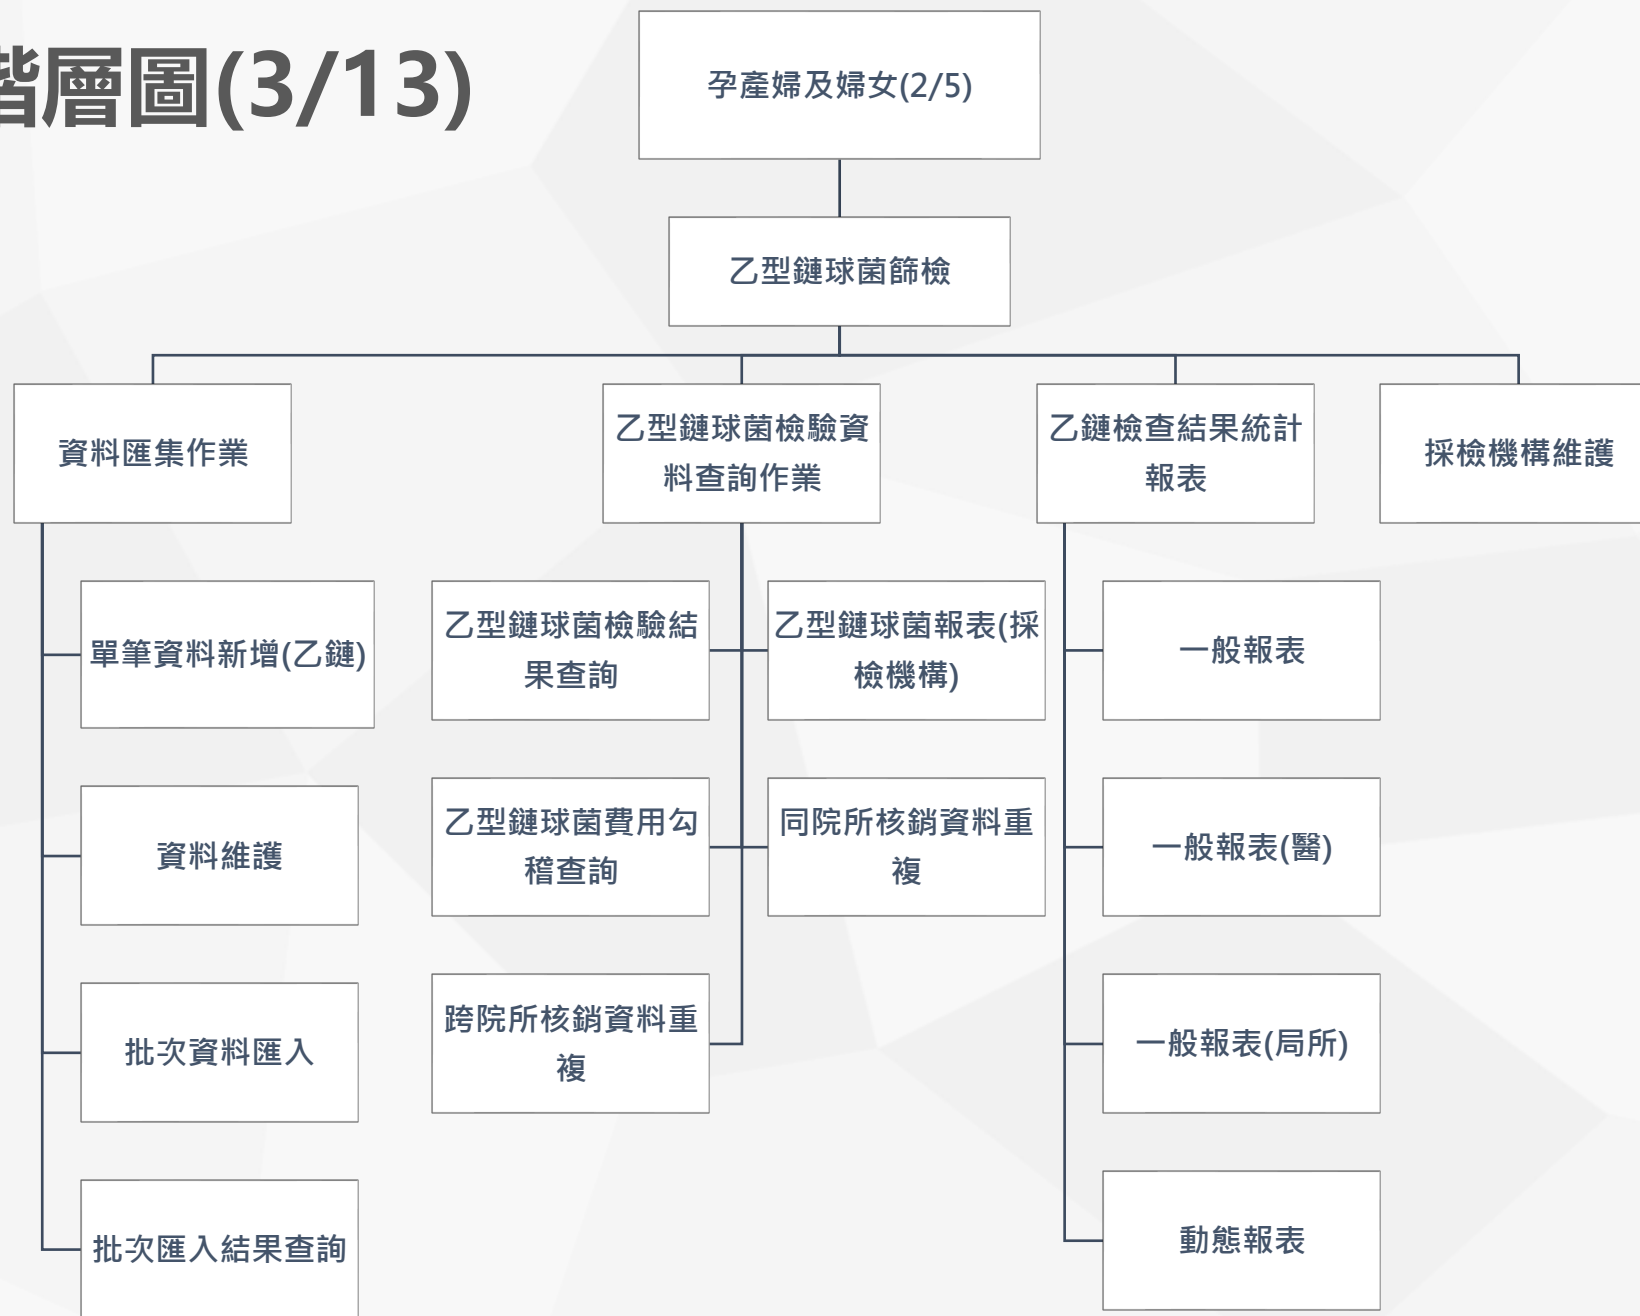 階層圖(3/13)
孕產婦及婦女(2/5)
乙型鏈球菌篩檢
資料匯集作業
乙型鏈球菌檢驗資
料查詢作業
乙鏈檢查結果統計
報表
採檢機構維護
單筆資料新增(乙鏈)
資料維護
批次資料匯入
批次匯入結果查詢
乙型鏈球菌檢驗結
果查詢
乙型鏈球菌報表(採
檢機構)
乙型鏈球菌費用勾
稽查詢
同院所核銷資料重
複
跨院所核銷資料重
複
一般報表
一般報表(醫)
一般報表(局所)
動態報表